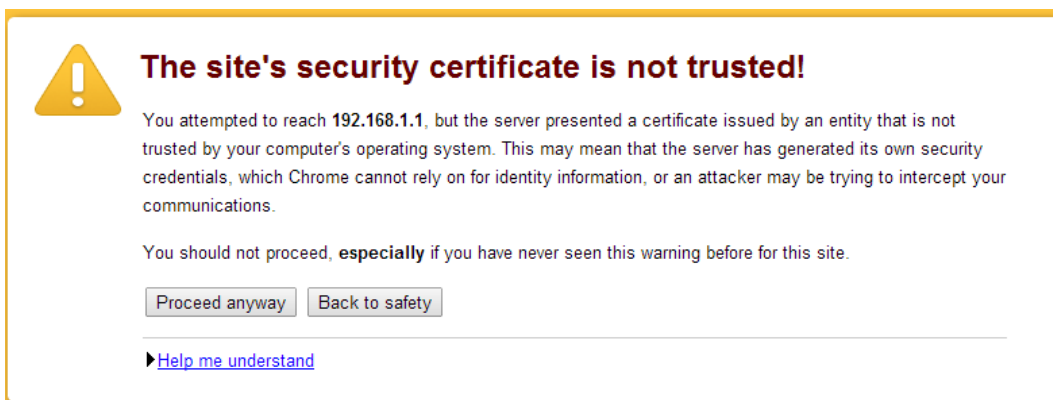 The site's security certificate is not trusted!
You attempted to reach 192.168.1.1, but the server presented a certificate issued by an entity that is not
trusted by your computer's operating system. This may mean that the server has generated its own security
credentials, which Chrome cannot rely on for identity information, or an attacker may be trying to intercept your
communications.
You should not proceed, especially if you have never seen this warning before for this site.
Proceed anyway Back to safety
Help me understand